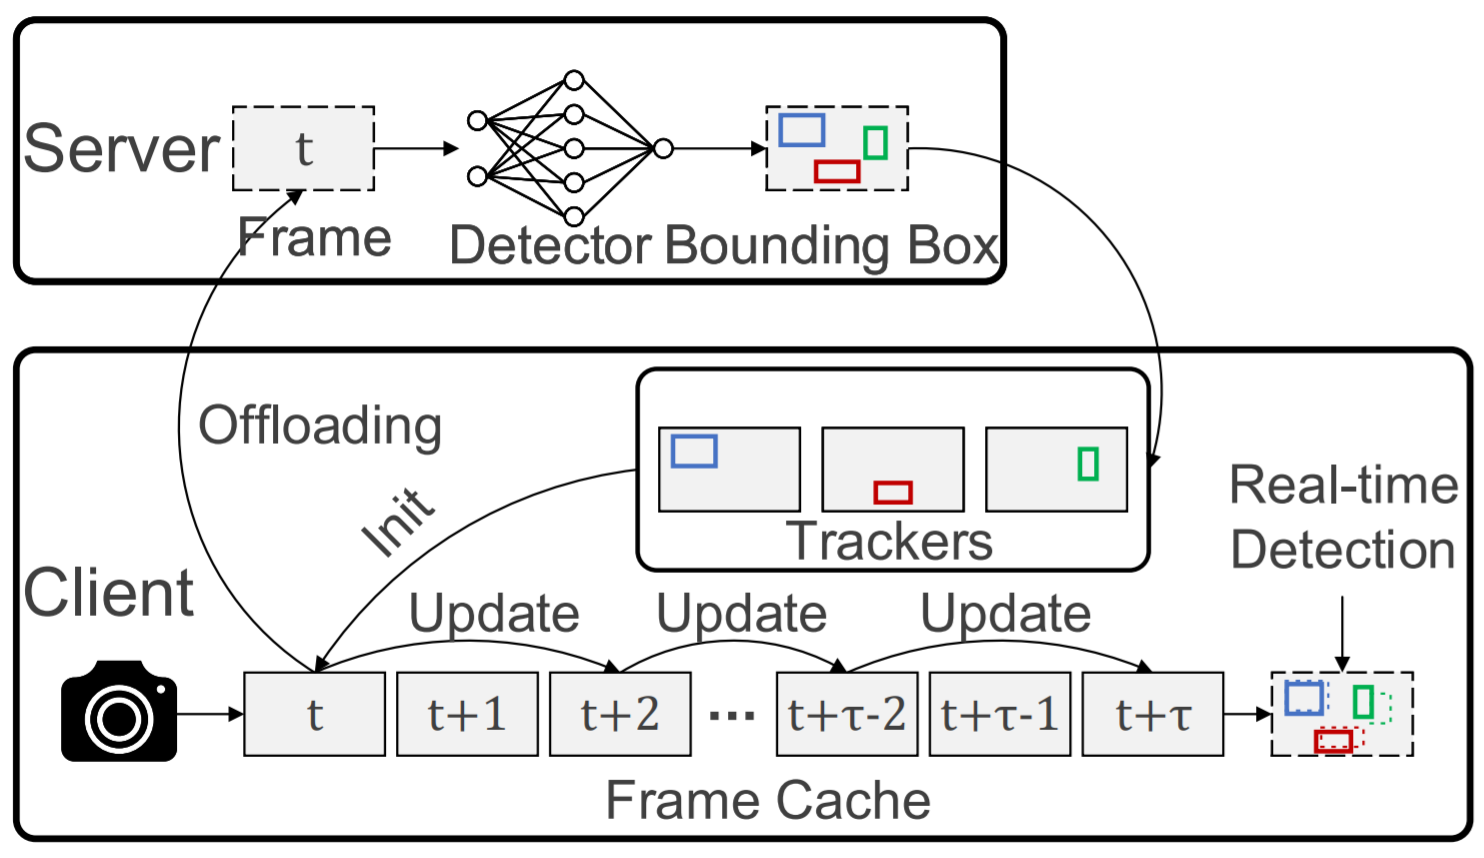 Server
t
Frame
Detector
Bounding Box
Offloading
Init
Trackers
Real-time
Detection
Client
Update
Update
Update
t
t+1
t+2
...
t+τ-2
t+τ-1
t+τ
Frame Cache